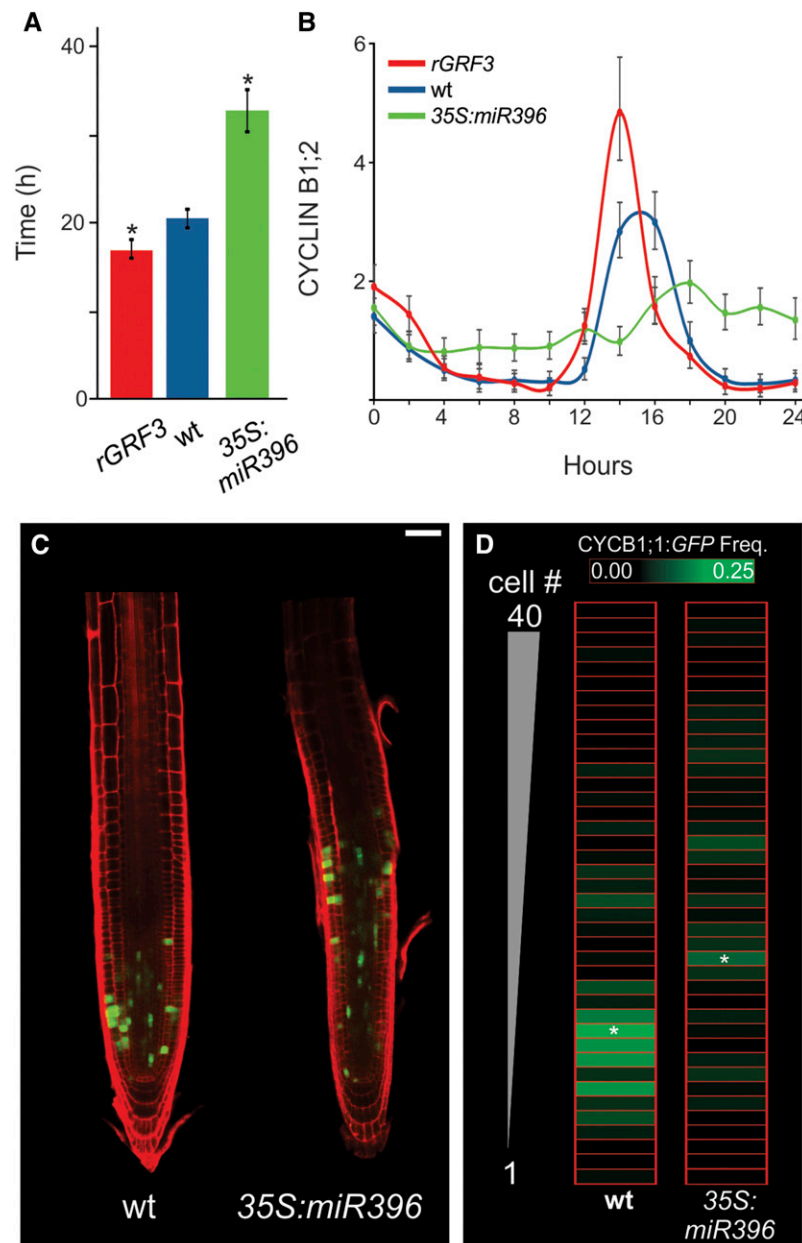 A
Time (h)
40
20
0
*
*
rGRF3
wt
35S:
miR396
B
CYCLIN B1;2
6
4
2
rGRF3
wt
35S:miR396
0 4 8 12 16 20 24
Hours
C
wt
35S:miR396
D
CYCB1;1:GFP Freq.
0.00 0.25
cell #
40
1
*
*
wt
35S:
miR396